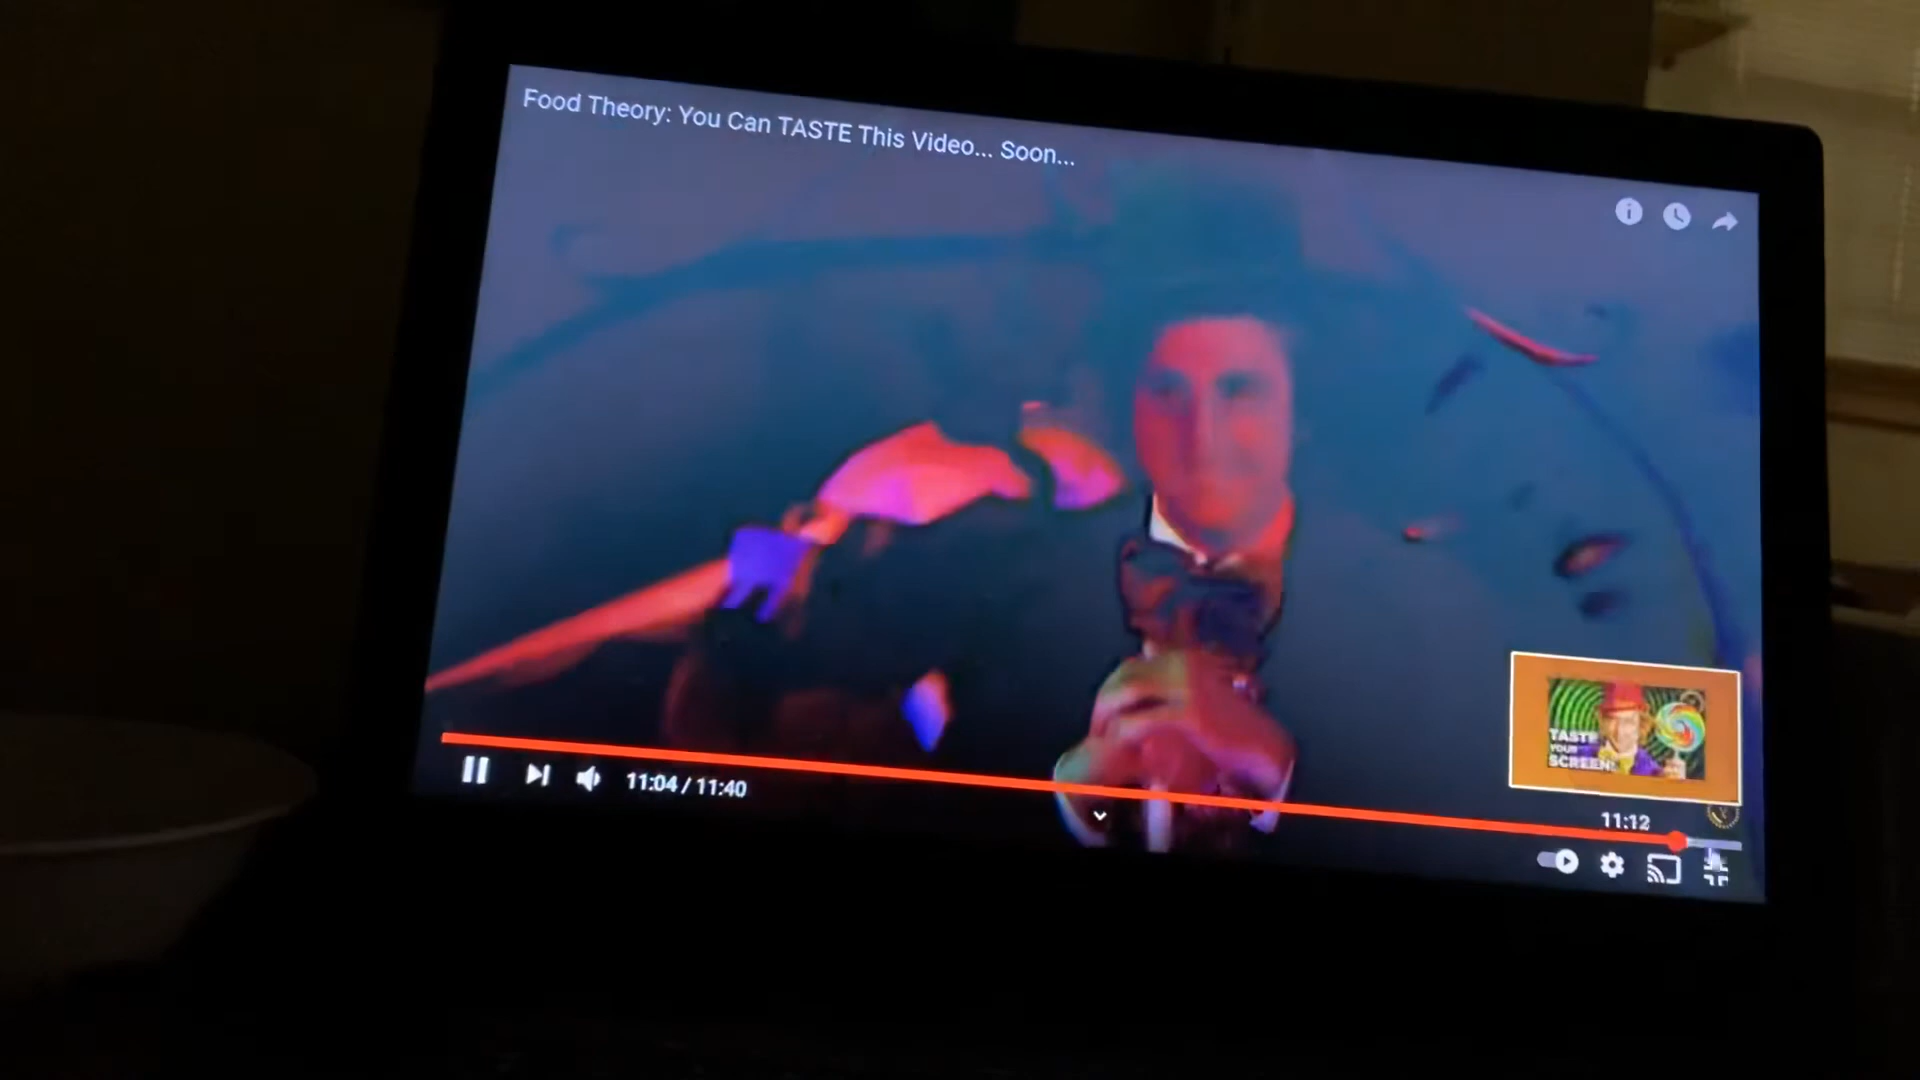 Food Theory: You Can TASTE This Video... Soon...
TASTE
YOUR
SCREEN!
11:04 / 11:40
11:12